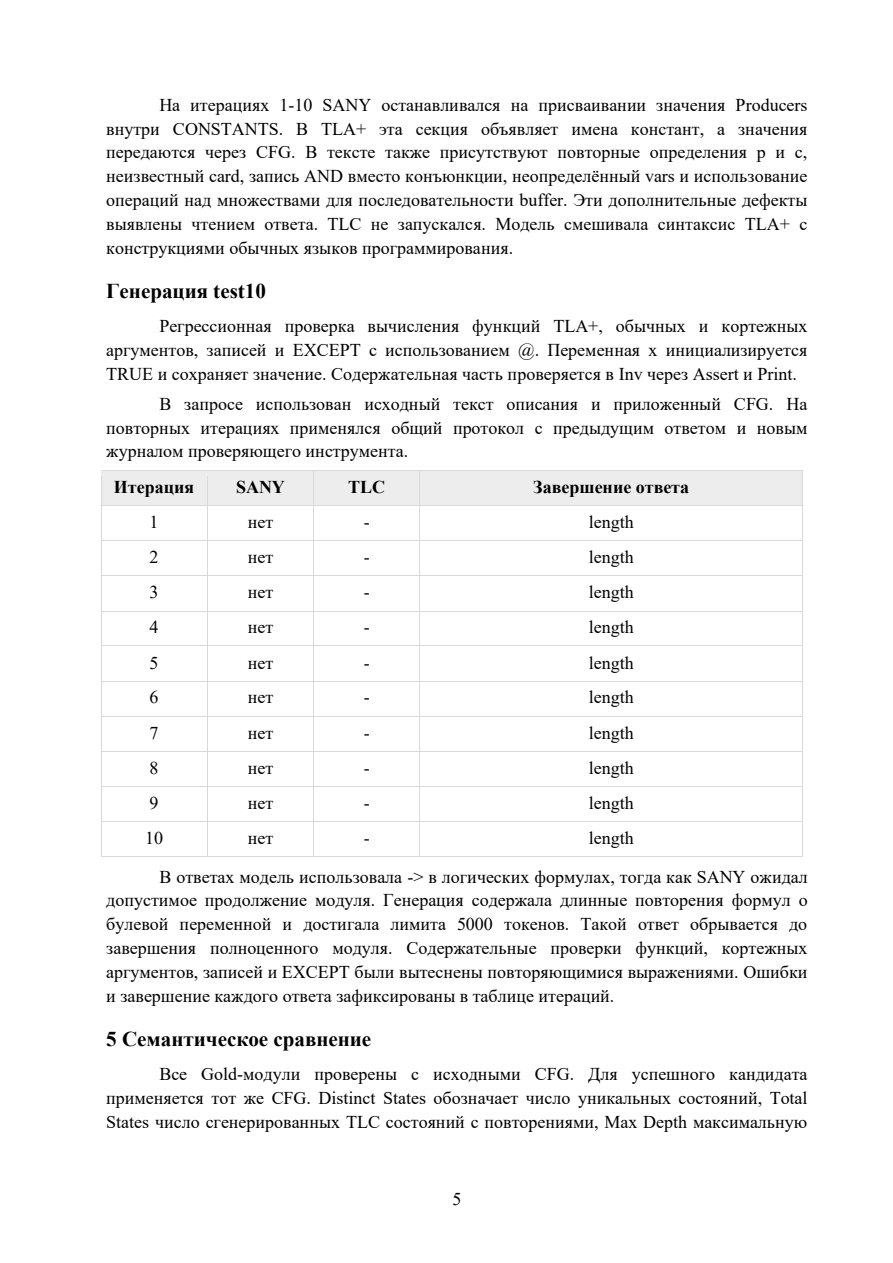 На итерациях 1-10 SANY останавливался на присваивании значения Producers
внутри CONSTANTS. В TLA+ эта секция объявляет имена констант, а значения
передаются через CFG. В тексте также присутствуют повторные определения p и c,
неизвестный card, запись AND вместо конъюнкции, неопределённый vars и использование
операций над множествами для последовательности buffer. Эти дополнительные дефекты
выявлены чтением ответа. TLC не запускался. Модель смешивала синтаксис TLA+ с
конструкциями обычных языков программирования.
Генерация test10
Регрессионная проверка вычисления функций TLA+, обычных и кортежных
аргументов, записей и EXCEPT с использованием @. Переменная x инициализируется
TRUE и сохраняет значение. Содержательная часть проверяется в Inv через Assert и Print.
В запросе использован исходный текст описания и приложенный CFG. На
повторных итерациях применялся общий протокол с предыдущим ответом и новым
журналом проверяющего инструмента.
Итерация SANY TLC Завершение ответа
1 нет - length
2 нет - length
3 нет - length
4 нет - length
5 нет - length
6 нет - length
7 нет - length
8 нет - length
9 нет - length
10 нет - length
В ответах модель использовала -> в логических формулах, тогда как SANY ожидал
допустимое продолжение модуля. Генерация содержала длинные повторения формул о
булевой переменной и достигала лимита 5000 токенов. Такой ответ обрывается до
завершения полноценного модуля. Содержательные проверки функций, кортежных
аргументов, записей и EXCEPT были вытеснены повторяющимися выражениями. Ошибки
и завершение каждого ответа зафиксированы в таблице итераций.
5 Семантическое сравнение
Все Gold-модули проверены с исходными CFG. Для успешного кандидата
применяется тот же CFG. Distinct States обозначает число уникальных состояний, Total
States число сгенерированных TLC состояний с повторениями, Max Depth максимальную
5